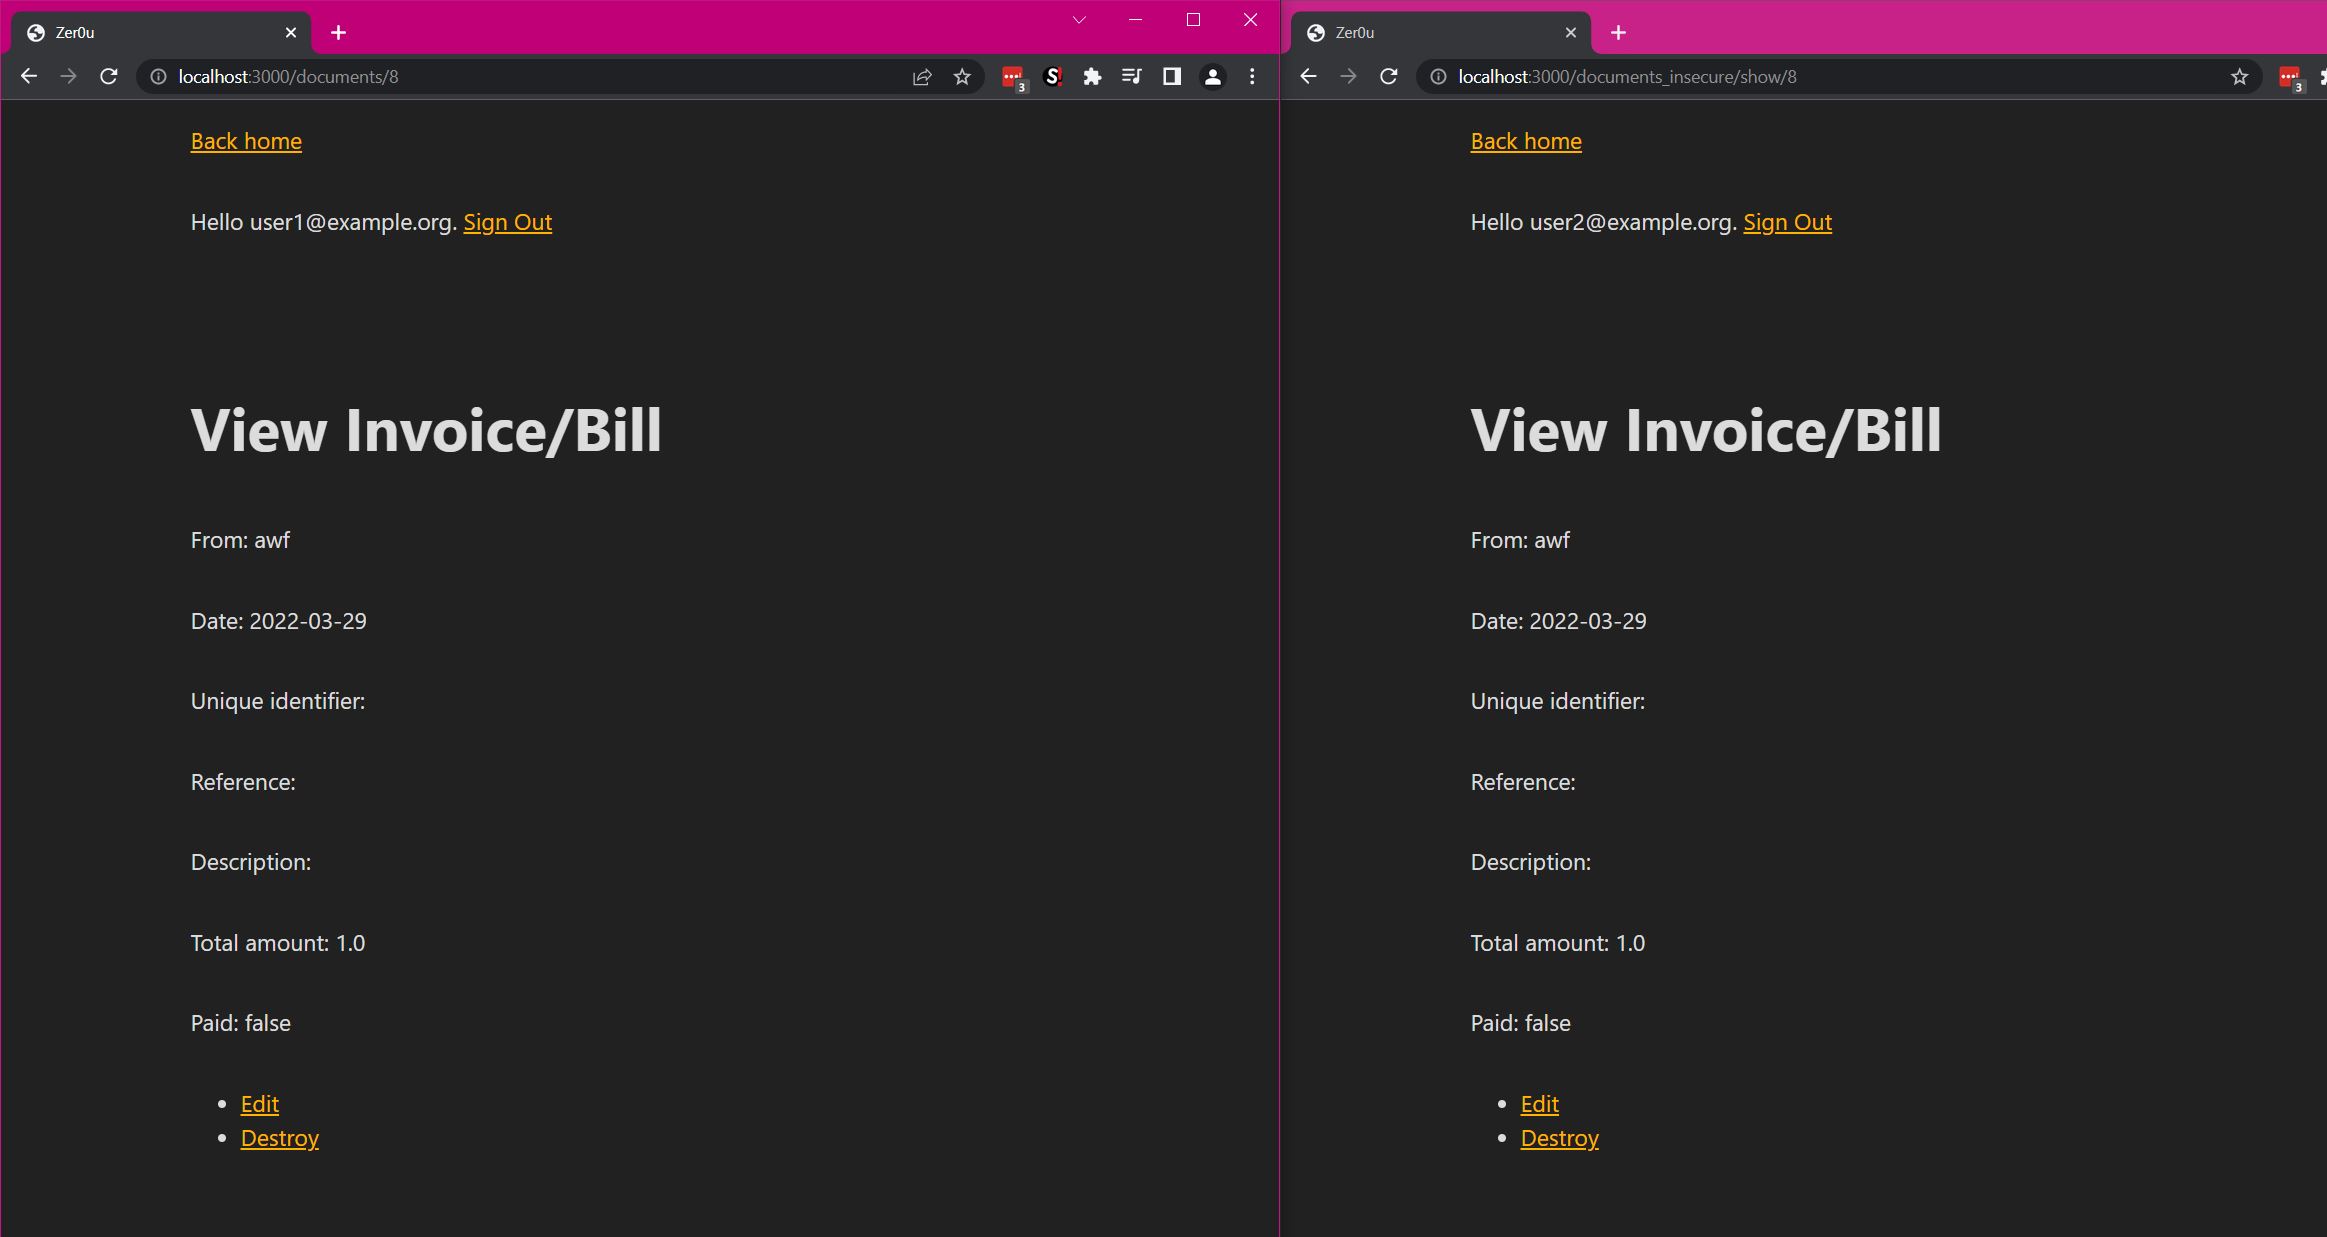 Zer0u
localhost:3000/documents/8
3
Back home
Hello user1@example.org. Sign Out
View Invoice/Bill
From: awf
Date: 2022-03-29
Unique identifier:
Reference:
Description:
Total amount: 1.0
Paid: false
Edit
Destroy
Zer0u
localhost:3000/documents_insecure/show/8
3
Back home
Hello user2@example.org. Sign Out
View Invoice/Bill
From: awf
Date: 2022-03-29
Unique identifier:
Reference:
Description:
Total amount: 1.0
Paid: false
Edit
Destroy